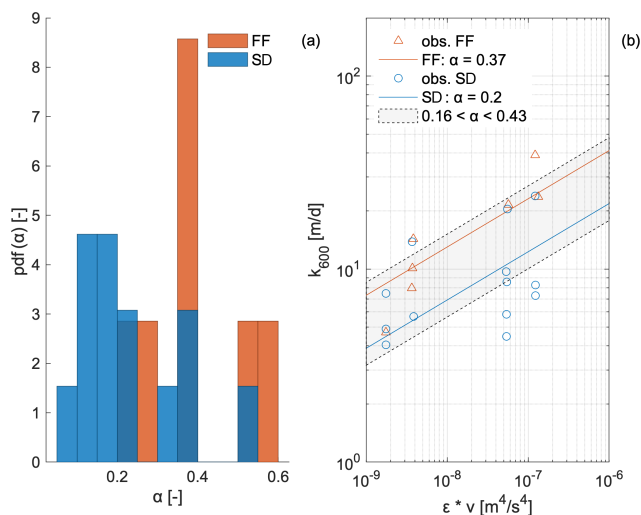 FF
SD
(a)
9
8
7
6
5
4
3
2
1
0
0.2
0.4
0.6
pdf (α) [-]
α [-]
(b)
obs. FF
FF: α = 0.37
obs. SD
SD: α = 0.2
0.16 < α < 0.43
10²
10¹
10⁰
10⁻⁹
10⁻⁸
10⁻⁷
10⁻⁶
k₆₀₀ [m/d]
ε * ν [m⁴/s⁴]